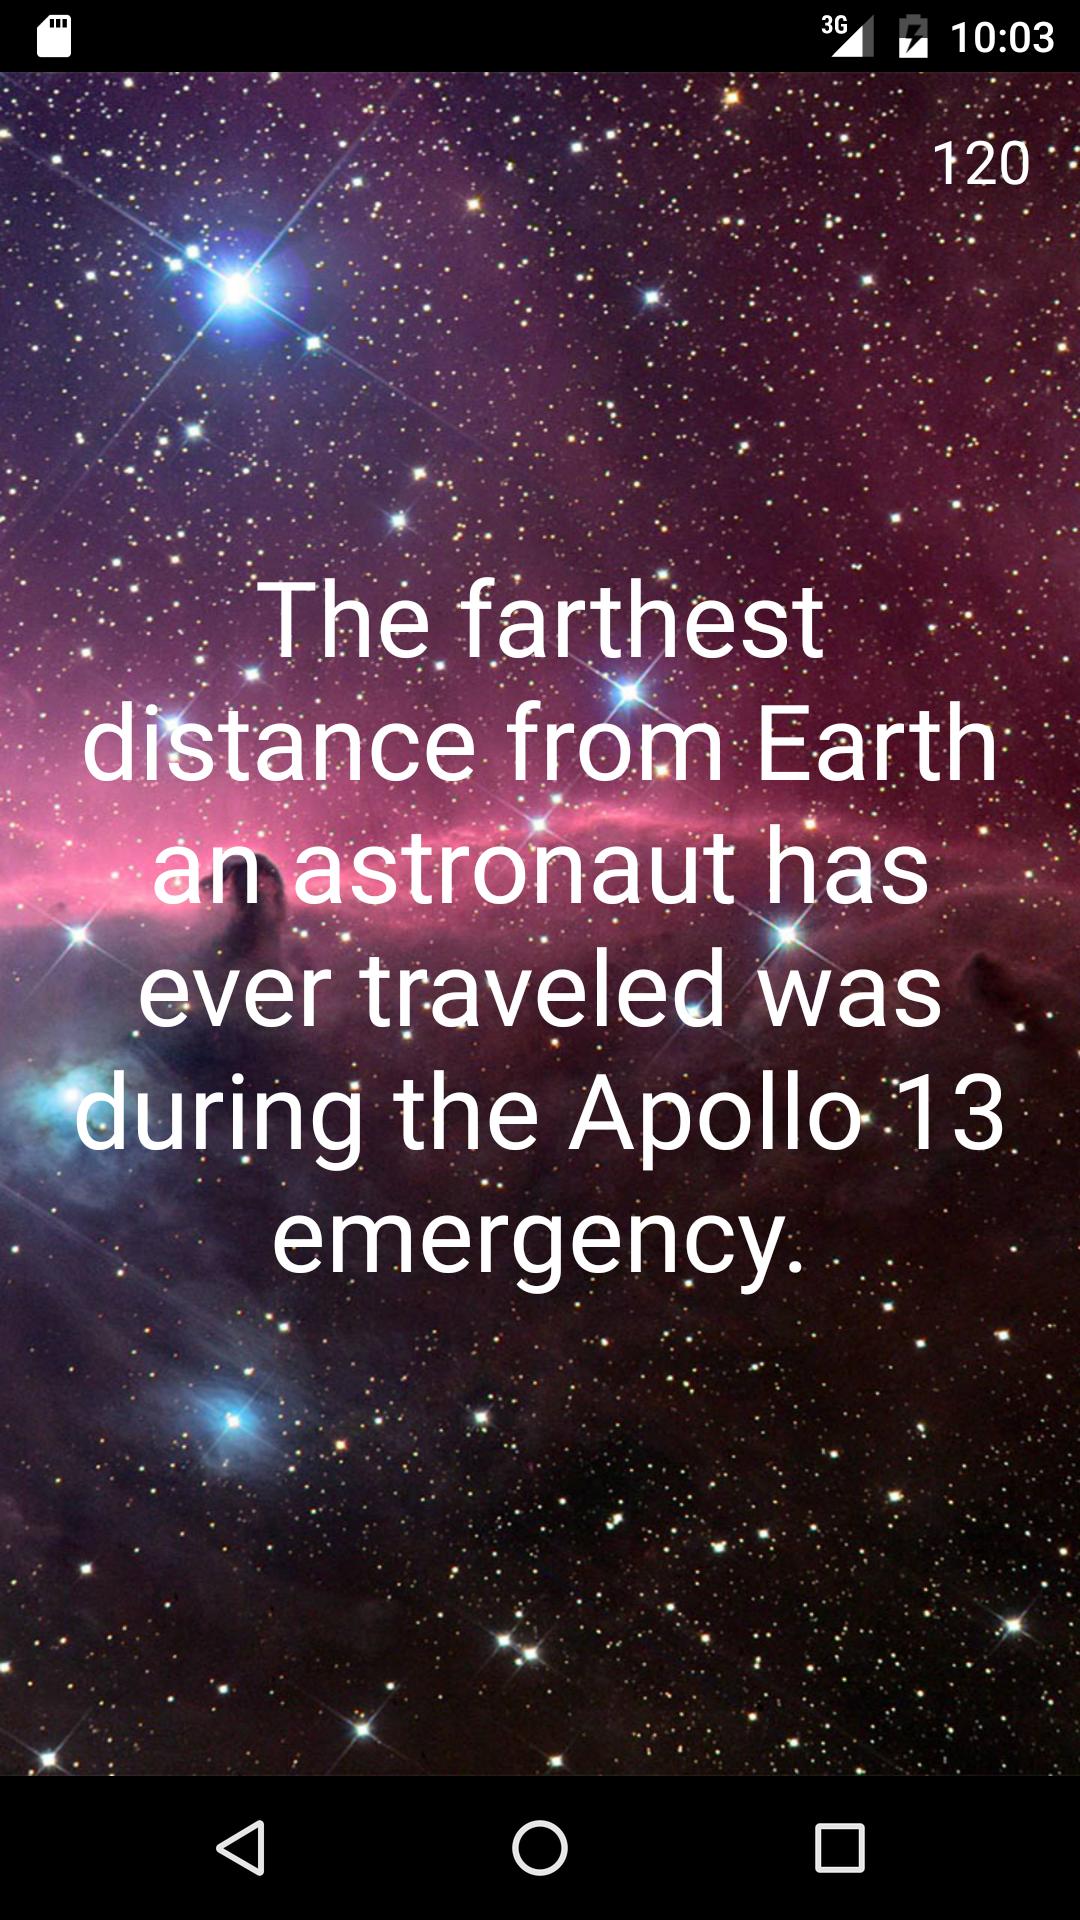 3G 10:03
120
The farthest
distance from Earth
an astronaut has
ever traveled was
during the Apollo 13
emergency.